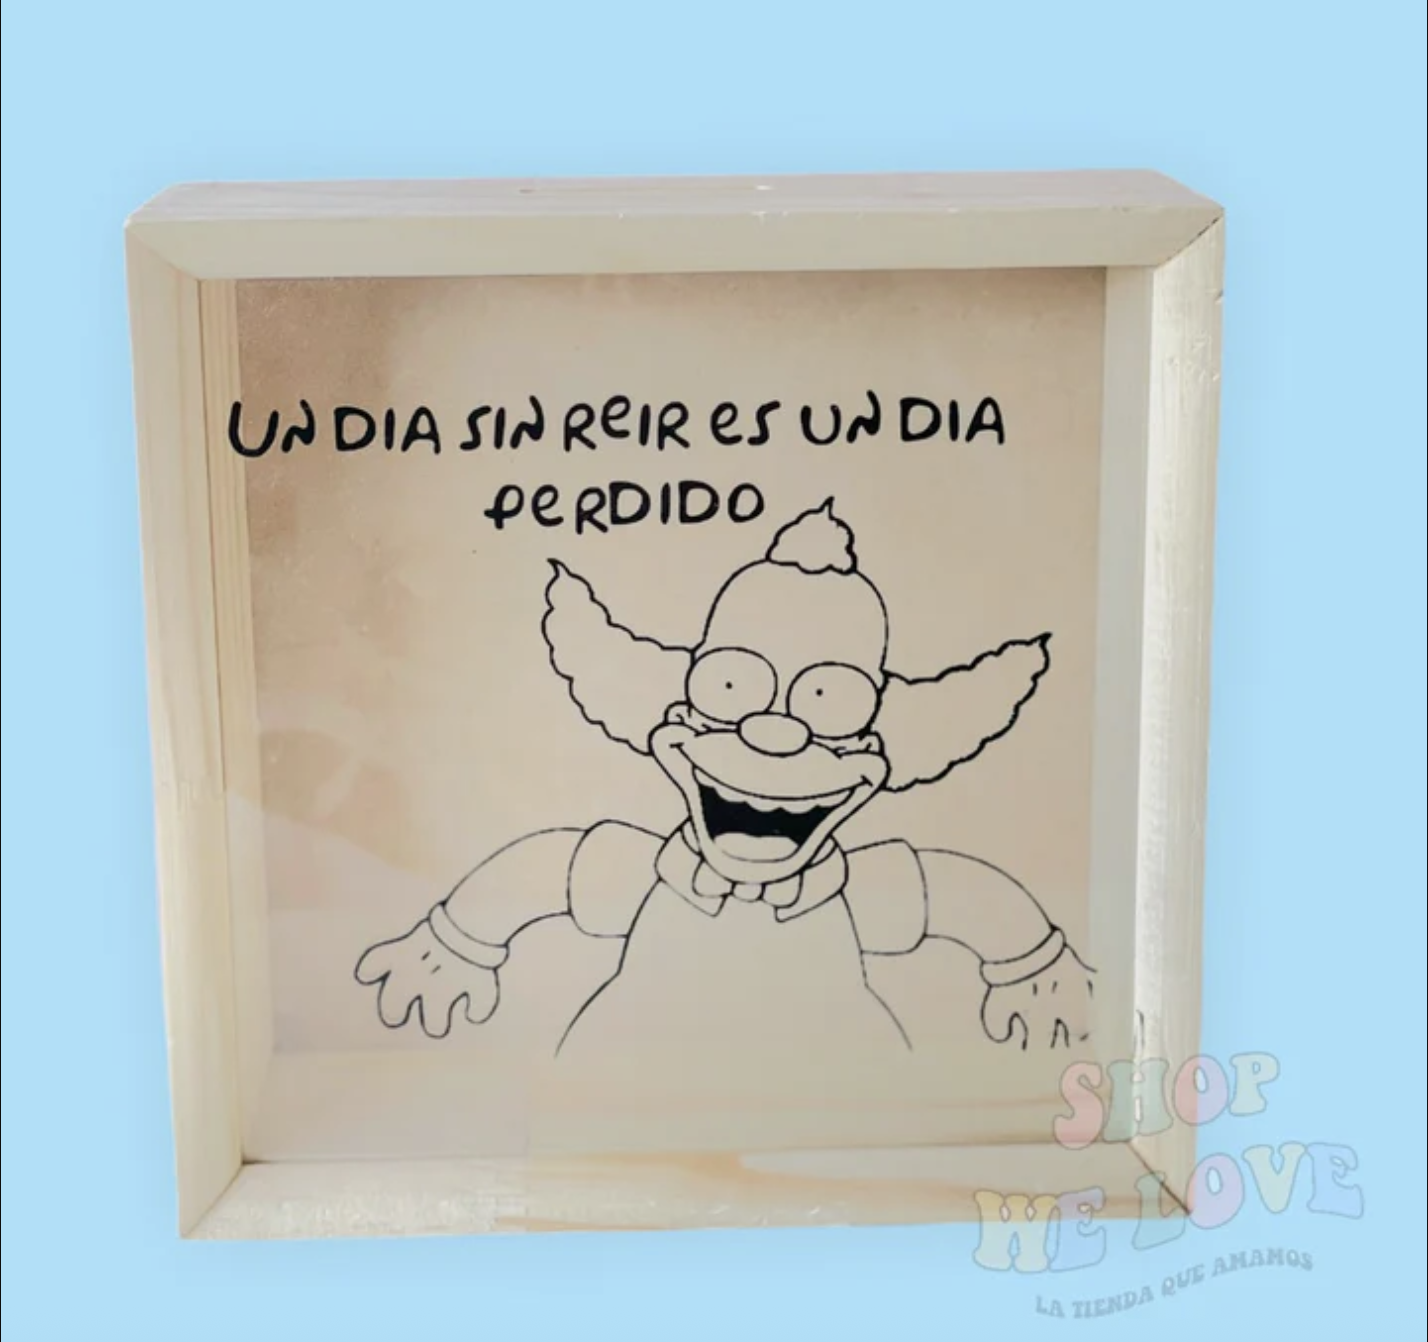 UN DIA SIN REIR ES UN DIA
PERDIDO
SHOP
WE LOVE
LA TIENDA QUE AMAMOS